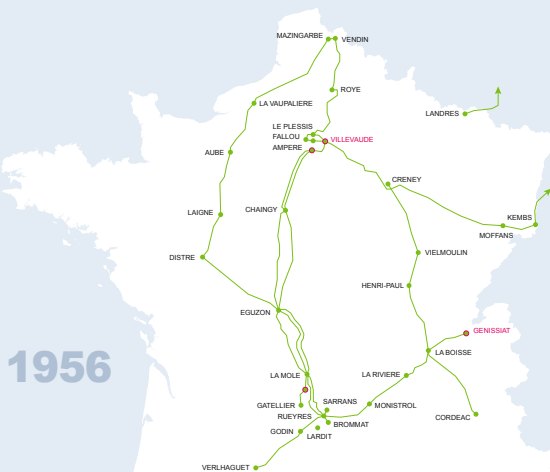 MAZINGARBE
VENDIN
ROYE
LA VAUPALIERE
LANDRES
LE PLESSIS
FALLOU
VILLEVAUDE
AMPERE
AUBE
CRENEY
LAIGNE
CHAINGY
KEMBS
MOFFANS
DISTRE
VIELMOULIN
HENRI-PAUL
EGUZON
GENISSIAT
1956
LA BOISSE
LA MOLE
LA RIVIERE
GATELLIER
SARRANS
MONISTROL
RUEYRES
CORDEAC
BROMMAT
GODIN
LARDIT
VERLHAGUET